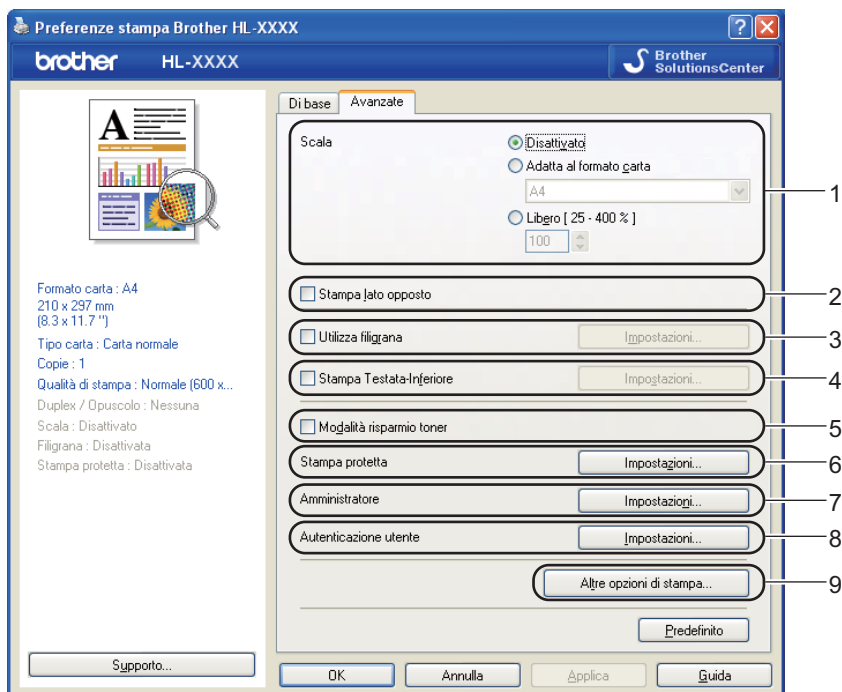 Preferenze stampa Brother HL-XXXX
brother HL-XXXX
Brother
SolutionsCenter
Di base Avanzate
Scala
Disattivato
Adatta al formato carta
A4
Libero [ 25 - 400 % ]
100
1
Stampa lato opposto
2
Utilizza filigrana Impostazioni...
3
Stampa Testata-Inferiore Impostazioni...
4
Modalità risparmio toner
5
Stampa protetta Impostazioni...
6
Amministratore Impostazioni...
7
Autenticazione utente Impostazioni...
8
Altre opzioni di stampa...
9
Predefinito
A
Formato carta : A4
210 x 297 mm
(8.3 x 11.7 ")
Tipo carta : Carta normale
Copie : 1
Qualità di stampa : Normale (600 x...
Duplex / Opuscolo : Nessuna
Scala : Disattivato
Filigrana : Disattivata
Stampa protetta : Disattivata
Supporto...
OK Annulla Applica Guida